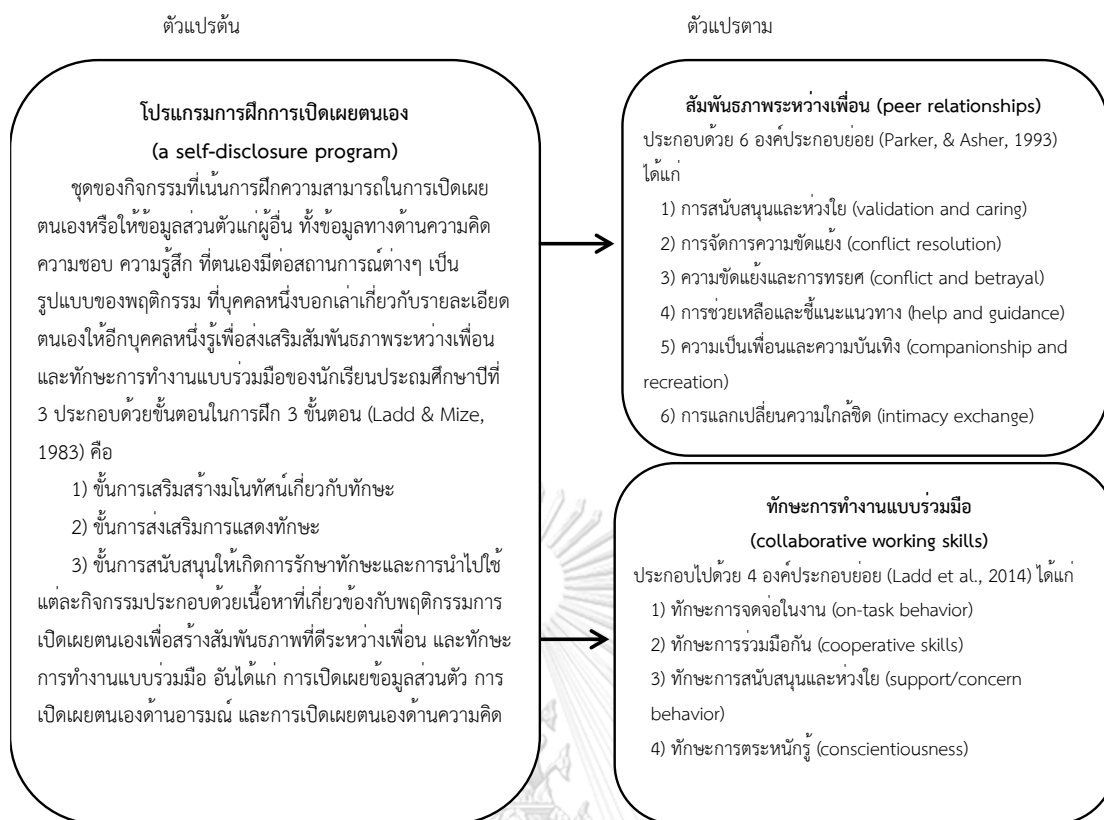 ตัวแปรต้น
โปรแกรมการฝึกการเปิดเผยตนเอง
(a self-disclosure program)
ชุดของกิจกรรมที่เน้นการฝึกความสามารถในการเปิดเผย
ตนเองหรือให้ข้อมูลส่วนตัวแก่ผู้อื่น ทั้งข้อมูลทางด้านความคิด
ความชอบ ความรู้สึก ที่ตนเองมีต่อสถานการณ์ต่างๆ เป็น
รูปแบบของพฤติกรรม ที่บุคคลหนึ่งบอกเล่าเกี่ยวกับรายละเอียด
ตนเองให้อีกบุคคลหนึ่งรู้เพื่อส่งเสริมสัมพันธภาพระหว่างเพื่อน
และทักษะการทำงานแบบร่วมมือของนักเรียนประถมศึกษาปีที่
3 ประกอบด้วยขั้นตอนในการฝึก 3 ขั้นตอน (Ladd & Mize,
1983) คือ
1) ขั้นการเสริมสร้างมโนทัศน์เกี่ยวกับทักษะ
2) ขั้นการส่งเสริมการแสดงทักษะ
3) ขั้นการสนับสนุนให้เกิดการรักษาทักษะและการนำไปใช้
แต่ละกิจกรรมประกอบด้วยเนื้อหาที่เกี่ยวข้องกับพฤติกรรมการ
เปิดเผยตนเองเพื่อสร้างสัมพันธภาพที่ดีระหว่างเพื่อน และทักษะ
การทำงานแบบร่วมมือ อันได้แก่ การเปิดเผยข้อมูลส่วนตัว การ
เปิดเผยตนเองด้านอารมณ์ และการเปิดเผยตนเองด้านความคิด
ตัวแปรตาม
สัมพันธภาพระหว่างเพื่อน (peer relationships)
ประกอบด้วย 6 องค์ประกอบย่อย (Parker, & Asher, 1993)
ได้แก่
1) การสนับสนุนและห่วงใย (validation and caring)
2) การจัดการความขัดแย้ง (conflict resolution)
3) ความขัดแย้งและการทรยศ (conflict and betrayal)
4) การช่วยเหลือและชี้แนะแนวทาง (help and guidance)
5) ความเป็นเพื่อนและความบันเทิง (companionship and
recreation)
6) การแลกเปลี่ยนความใกล้ชิด (intimacy exchange)
ทักษะการทำงานแบบร่วมมือ
(collaborative working skills)
ประกอบไปด้วย 4 องค์ประกอบย่อย (Ladd et al., 2014) ได้แก่
1) ทักษะการจดจ่อในงาน (on-task behavior)
2) ทักษะการร่วมมือกัน (cooperative skills)
3) ทักษะการสนับสนุนและห่วงใย (support/concern
behavior)
4) ทักษะการตระหนักรู้ (conscientiousness)